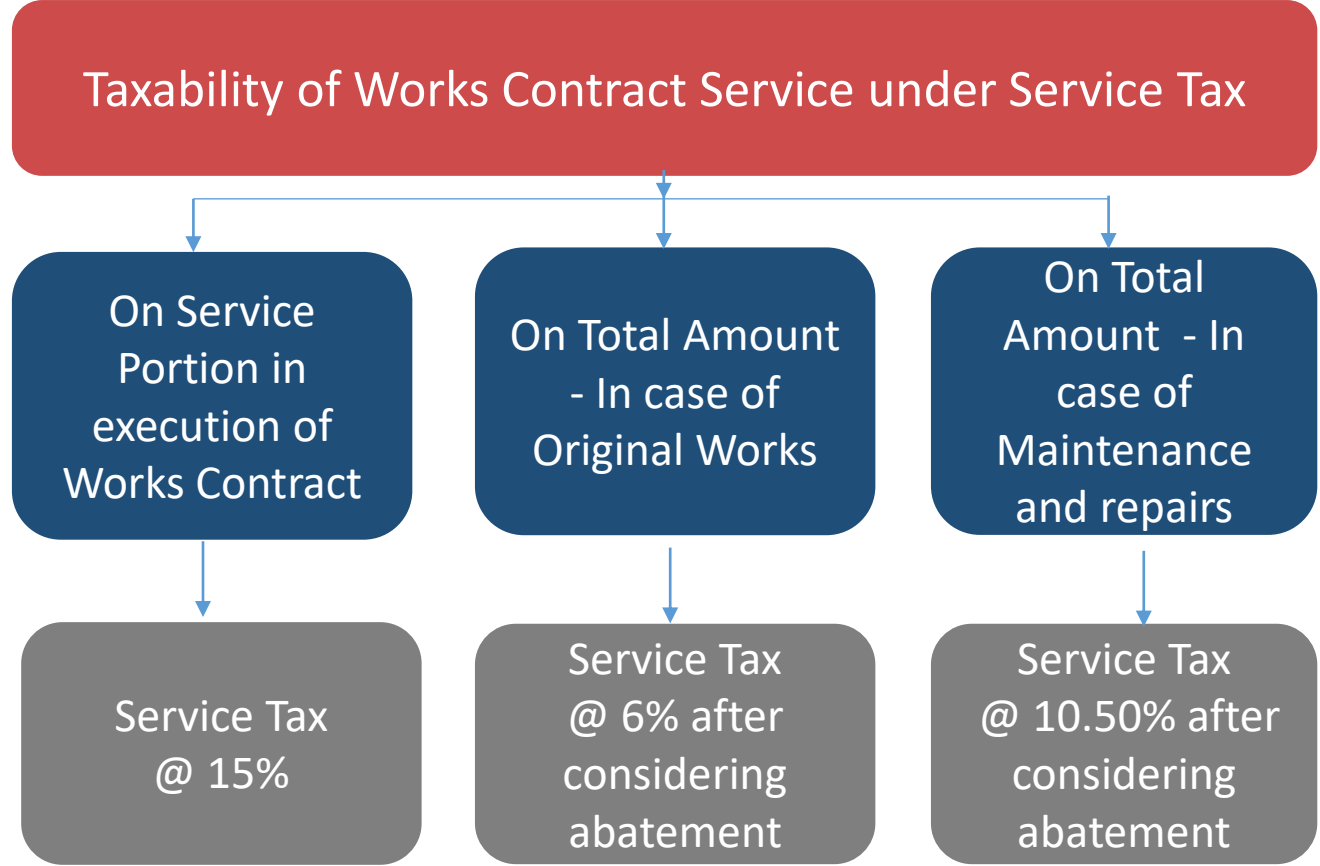 Taxability of Works Contract Service under Service Tax
On Service
Portion in
execution of
Works Contract
On Total Amount
- In case of
Original Works
On Total
Amount - In
case of
Maintenance
and repairs
Service Tax
@ 15%
Service Tax
@ 6% after
considering
abatement
Service Tax
@ 10.50% after
considering
abatement